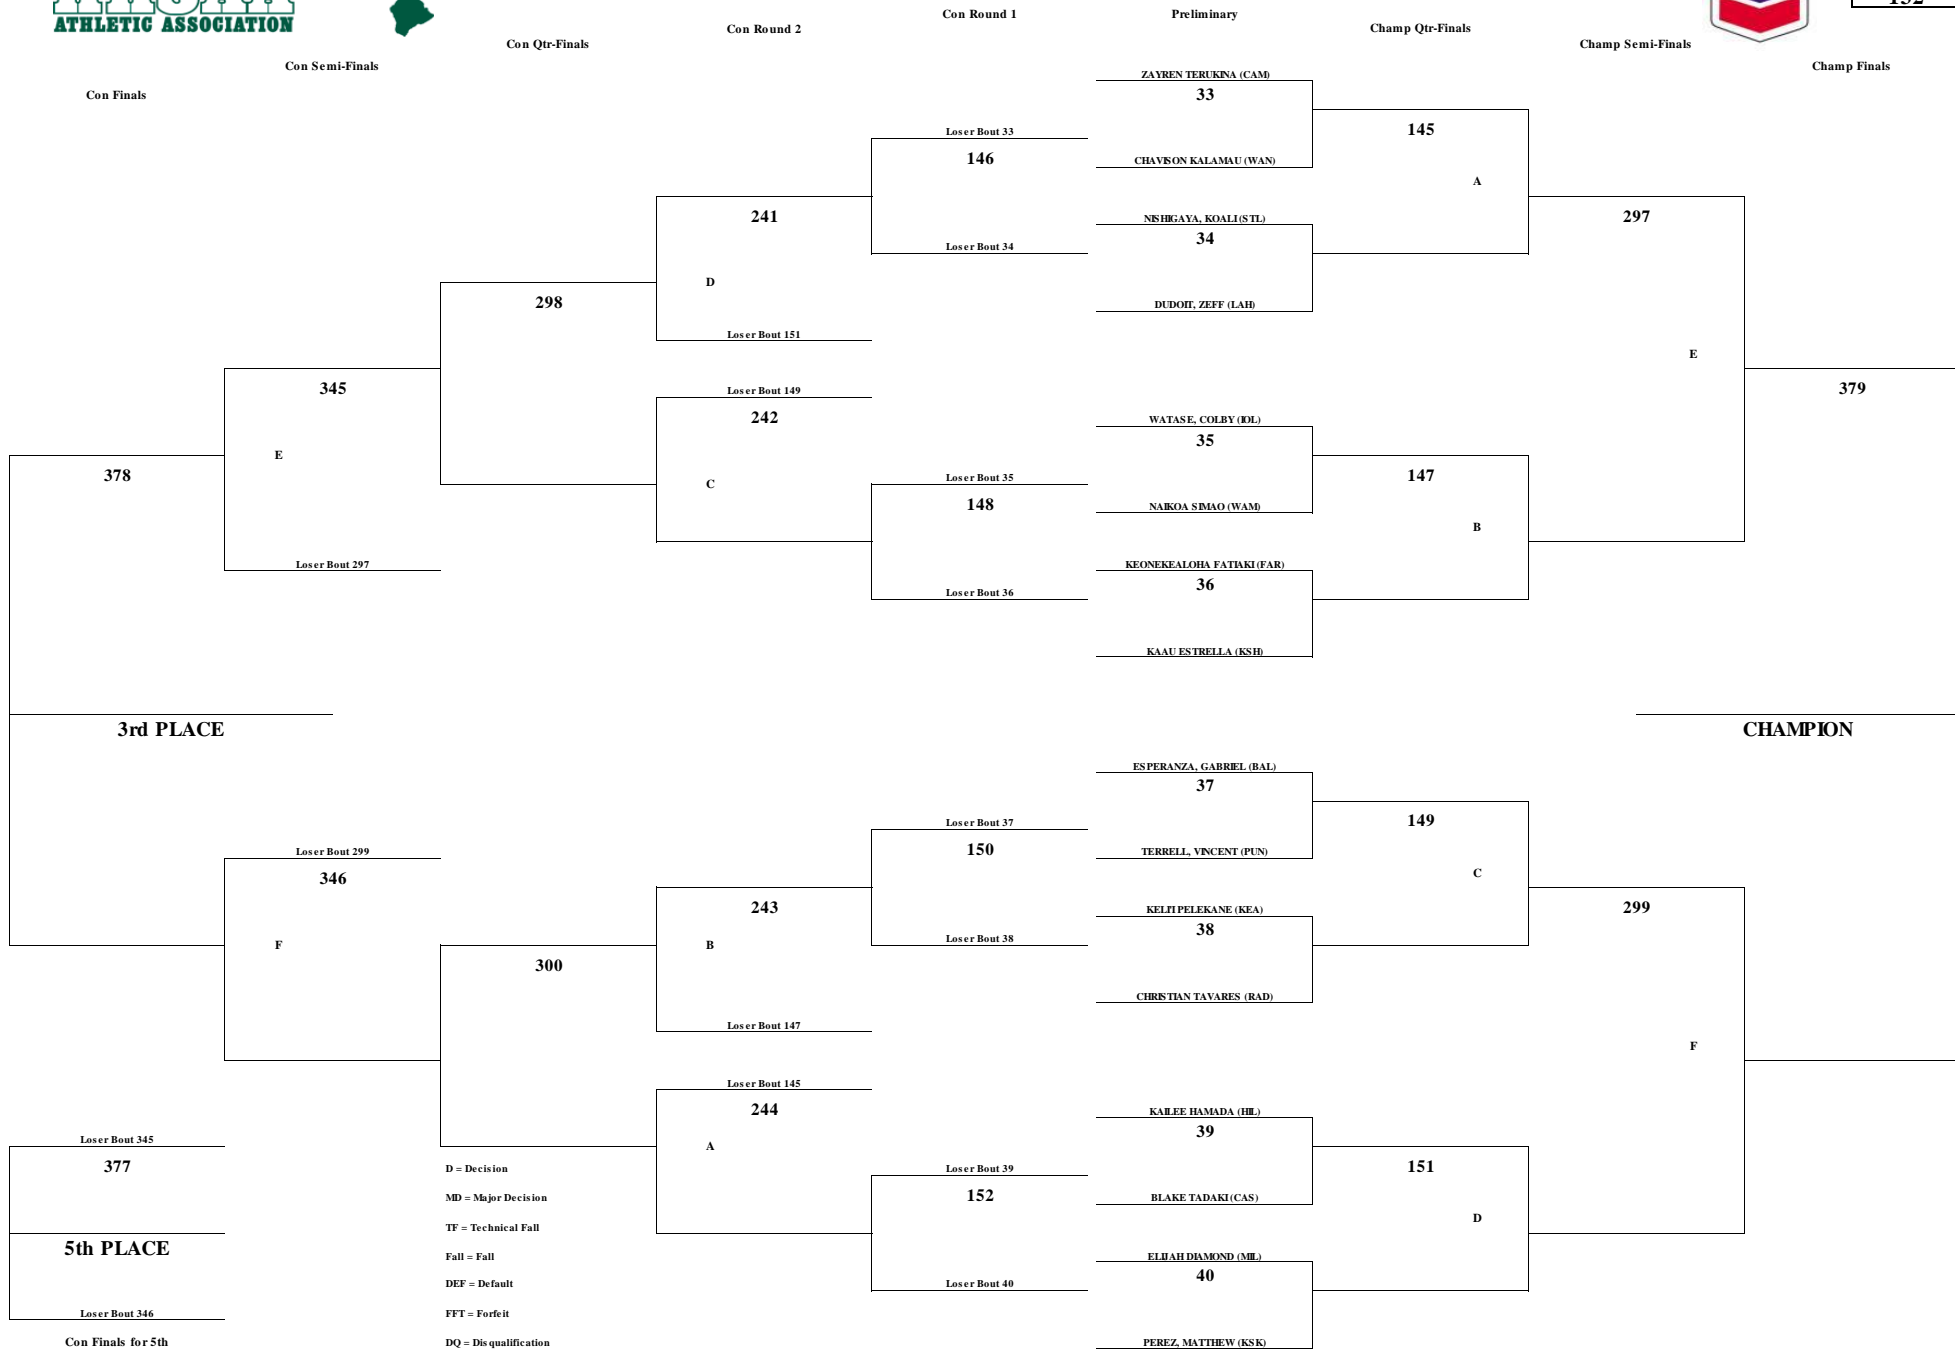 ATHLETIC ASSOCIATION
Con Finals
Con Semi-Finals
Con Qtr-Finals
Con Round 2
Con Round 1
Preliminary
Champ Qtr-Finals
Champ Semi-Finals
Champ Finals
ZAYREN TERUKINA (CAM)
33
CHAVISON KALAMAU (WAN)
NISHIGAYA, KOALI (STL)
34
DUDOIT, ZEFF (LAH)
WATASE, COLBY (IOL)
35
NAIKOA SIMAO (WAM)
KEONEKEALOHA FATIAKI (FAR)
36
KAAU ESTRELLA (KSH)
ESPERANZA, GABRIEL (BAL)
37
TERRELL, VINCENT (PUN)
KELI'I PELEKANE (KEA)
38
CHRISTIAN TAVARES (RAD)
KAILEE HAMADA (HIL)
39
BLAKE TADAKI (CAS)
ELIJAH DIAMOND (MIL)
40
PEREZ, MATTHEW (KSK)
145
A
147
B
149
C
151
D
297
E
299
F
379
CHAMPION
Loser Bout 33
146
Loser Bout 34
Loser Bout 35
148
Loser Bout 36
Loser Bout 37
150
Loser Bout 38
Loser Bout 39
152
Loser Bout 40
241
D
Loser Bout 151
Loser Bout 149
242
C
243
B
Loser Bout 147
Loser Bout 145
244
A
298
300
345
E
Loser Bout 297
Loser Bout 299
346
F
378
3rd PLACE
Loser Bout 345
377
5th PLACE
Loser Bout 346
Con Finals for 5th
D = Decision
MD = Major Decision
TF = Technical Fall
Fall = Fall
DEF = Default
FFT = Forfeit
DQ = Disqualification